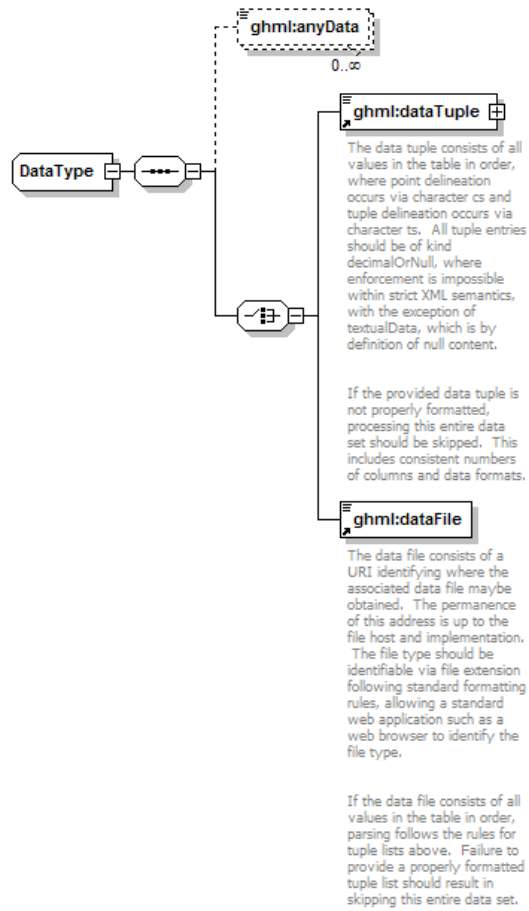 ghml:anyData
0..∞
ghml:dataTuple
The data tuple consists of all
values in the table in order,
where point delineation
occurs via character cs and
tuple delineation occurs via
character ts.  All tuple entries
should be of kind
decimalOrNull, where
enforcement is impossible
within strict XML semantics,
with the exception of
textualData, which is by
definition of null content.
If the provided data tuple is
not properly formatted,
processing this entire data
set should be skipped.  This
includes consistent numbers
of columns and data formats.
DataType
ghml:dataFile
The data file consists of a
URI identifying where the
associated data file maybe
obtained.  The permanence
of this address is up to the
file host and implementation.
The file type should be
identifiable via file extension
following standard formatting
rules, allowing a standard
web application such as a
web browser to identify the
file type.
If the data file consists of all
values in the table in order,
parsing follows the rules for
tuple lists above.  Failure to
provide a properly formatted
tuple list should result in
skipping this entire data set.